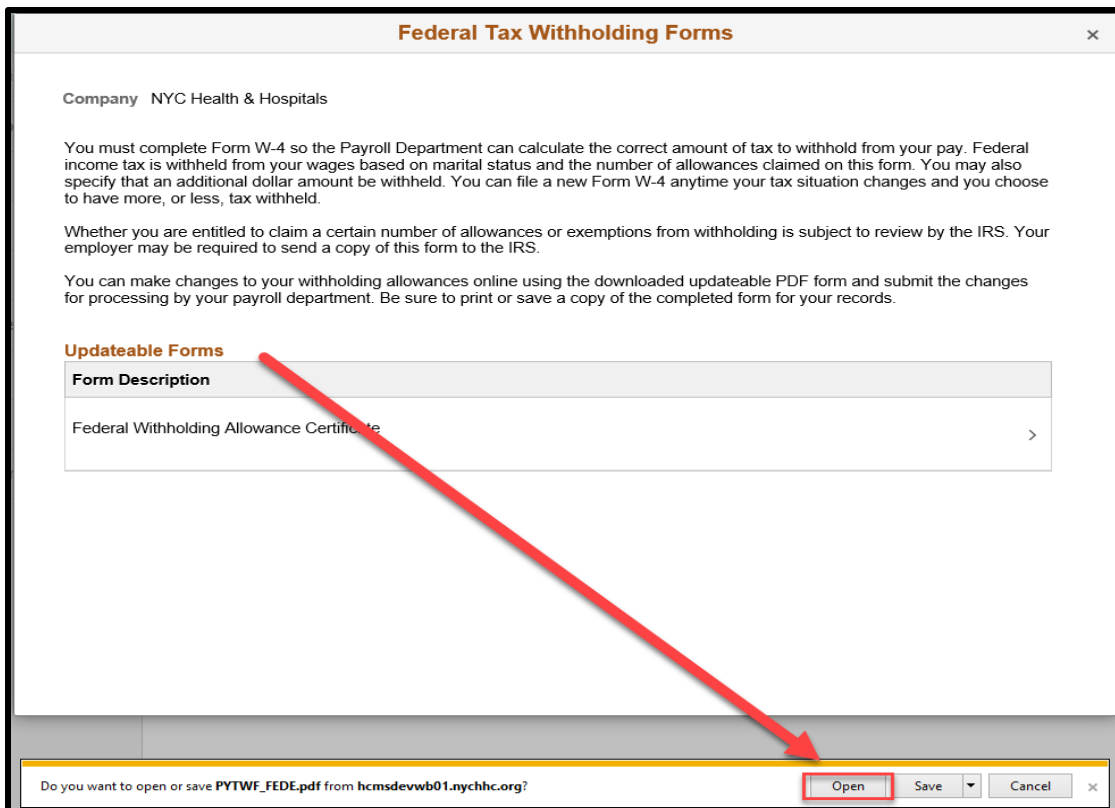 Federal Tax Withholding Forms
Company NYC Health & Hospitals
You must complete Form W-4 so the Payroll Department can calculate the correct amount of tax to withhold from your pay. Federal
income tax is withheld from your wages based on marital status and the number of allowances claimed on this form. You may also
specify that an additional dollar amount be withheld. You can file a new Form W-4 anytime your tax situation changes and you choose
to have more, or less, tax withheld.
Whether you are entitled to claim a certain number of allowances or exemptions from withholding is subject to review by the IRS. Your
employer may be required to send a copy of this form to the IRS.
You can make changes to your withholding allowances online using the downloaded updateable PDF form and submit the changes
for processing by your payroll department. Be sure to print or save a copy of the completed form for your records.
Updateable Forms
Form Description
Federal Withholding Allowance Certificate
Do you want to open or save PYTWF_FEDE.pdf from hcmsdevwb01.nychhc.org? Open Save Cancel